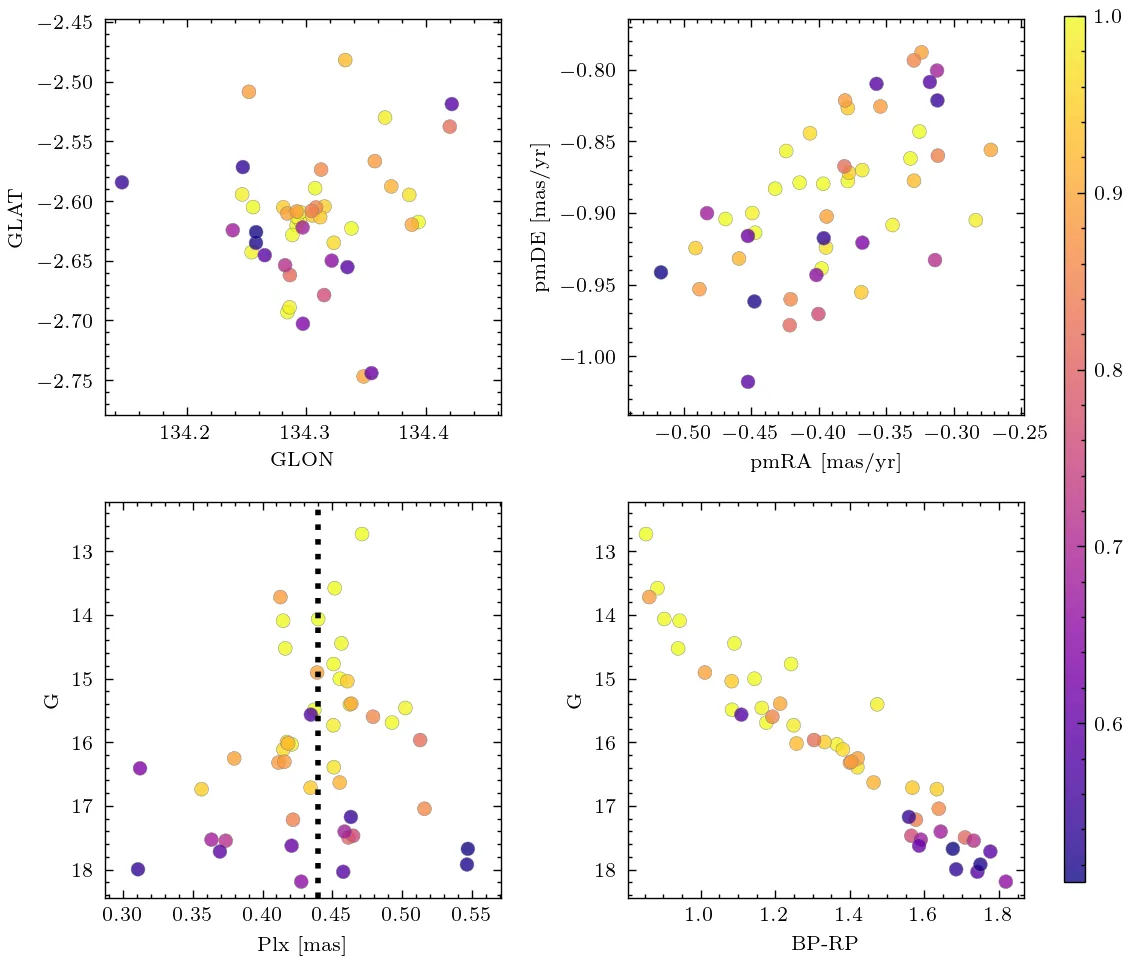 −2.45
−2.50
−2.55
−2.60
−2.65
−2.70
−2.75
GLAT
134.2 134.3 134.4
GLON
−0.80
−0.85
−0.90
−0.95
−1.00
pmDE [mas/yr]
−0.50 −0.45 −0.40 −0.35 −0.30 −0.25
pmRA [mas/yr]
13
14
15
16
17
18
G
0.30 0.35 0.40 0.45 0.50 0.55
Plx [mas]
13
14
15
16
17
18
G
1.0 1.2 1.4 1.6 1.8
BP-RP
1.0
0.9
0.8
0.7
0.6